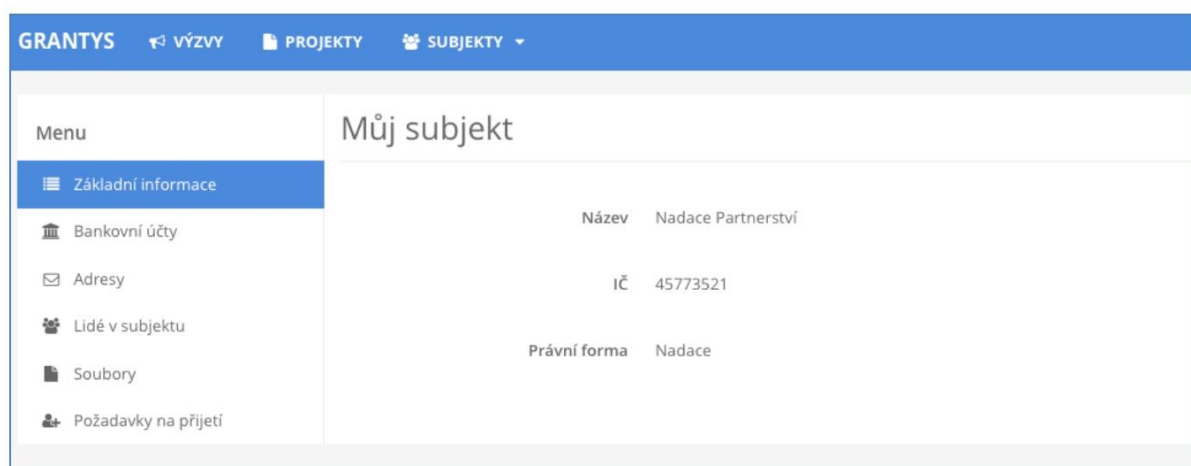 GRANTYS VÝZVY PROJEKTY SUBJEKTY
Menu
Základní informace
Bankovní účty
Adresy
Lidé v subjektu
Soubory
Požadavky na přijetí
Můj subjekt
Název Nadace Partnerství
IČ 45773521
Právní forma Nadace